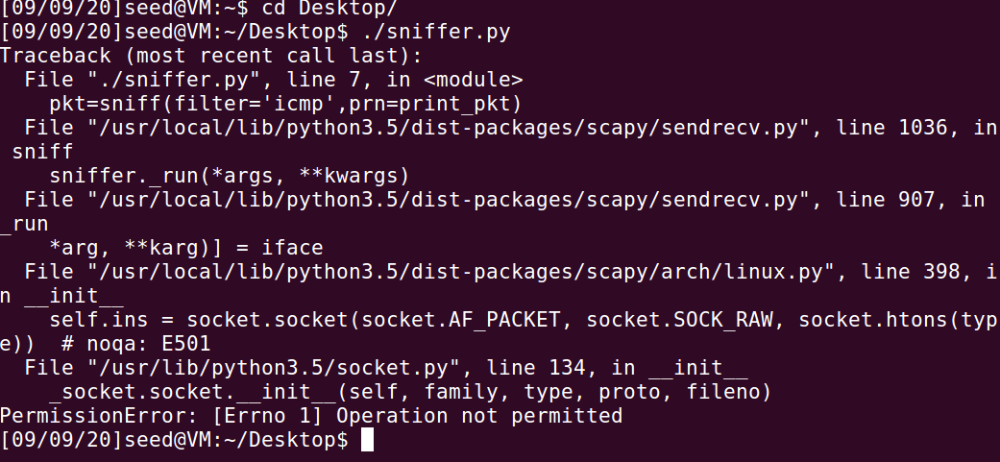 [09/09/20]seed@VM:~$ cd Desktop/
[09/09/20]seed@VM:~/Desktop$ ./sniffer.py
Traceback (most recent call last):
  File "./sniffer.py", line 7, in <module>
    pkt=sniff(filter='icmp',prn=print_pkt)
  File "/usr/local/lib/python3.5/dist-packages/scapy/sendrecv.py", line 1036, in
 sniff
    sniffer._run(*args, **kwargs)
  File "/usr/local/lib/python3.5/dist-packages/scapy/sendrecv.py", line 907, in
_run
    *arg, **karg)] = iface
  File "/usr/local/lib/python3.5/dist-packages/scapy/arch/linux.py", line 398, i
n __init__
    self.ins = socket.socket(socket.AF_PACKET, socket.SOCK_RAW, socket.htons(typ
e))  # noqa: E501
  File "/usr/lib/python3.5/socket.py", line 134, in __init__
    _socket.socket.__init__(self, family, type, proto, fileno)
PermissionError: [Errno 1] Operation not permitted
[09/09/20]seed@VM:~/Desktop$